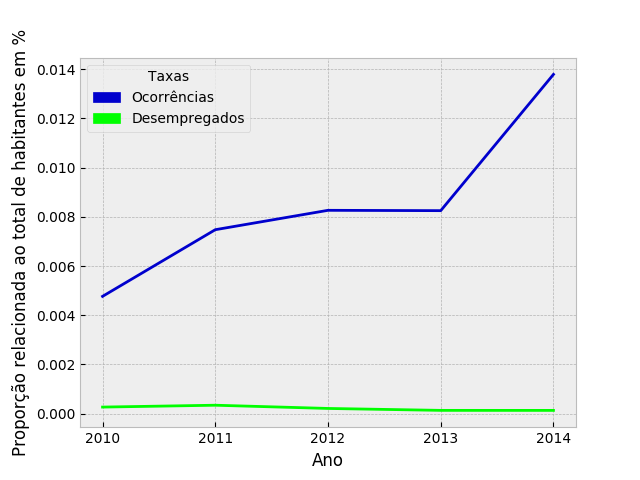 Proporção relacionada ao total de habitantes em %
0.014
0.012
0.010
0.008
0.006
0.004
0.002
0.000
Taxas
Ocorrências
Desempregados
2010
2011
2012
2013
2014
Ano